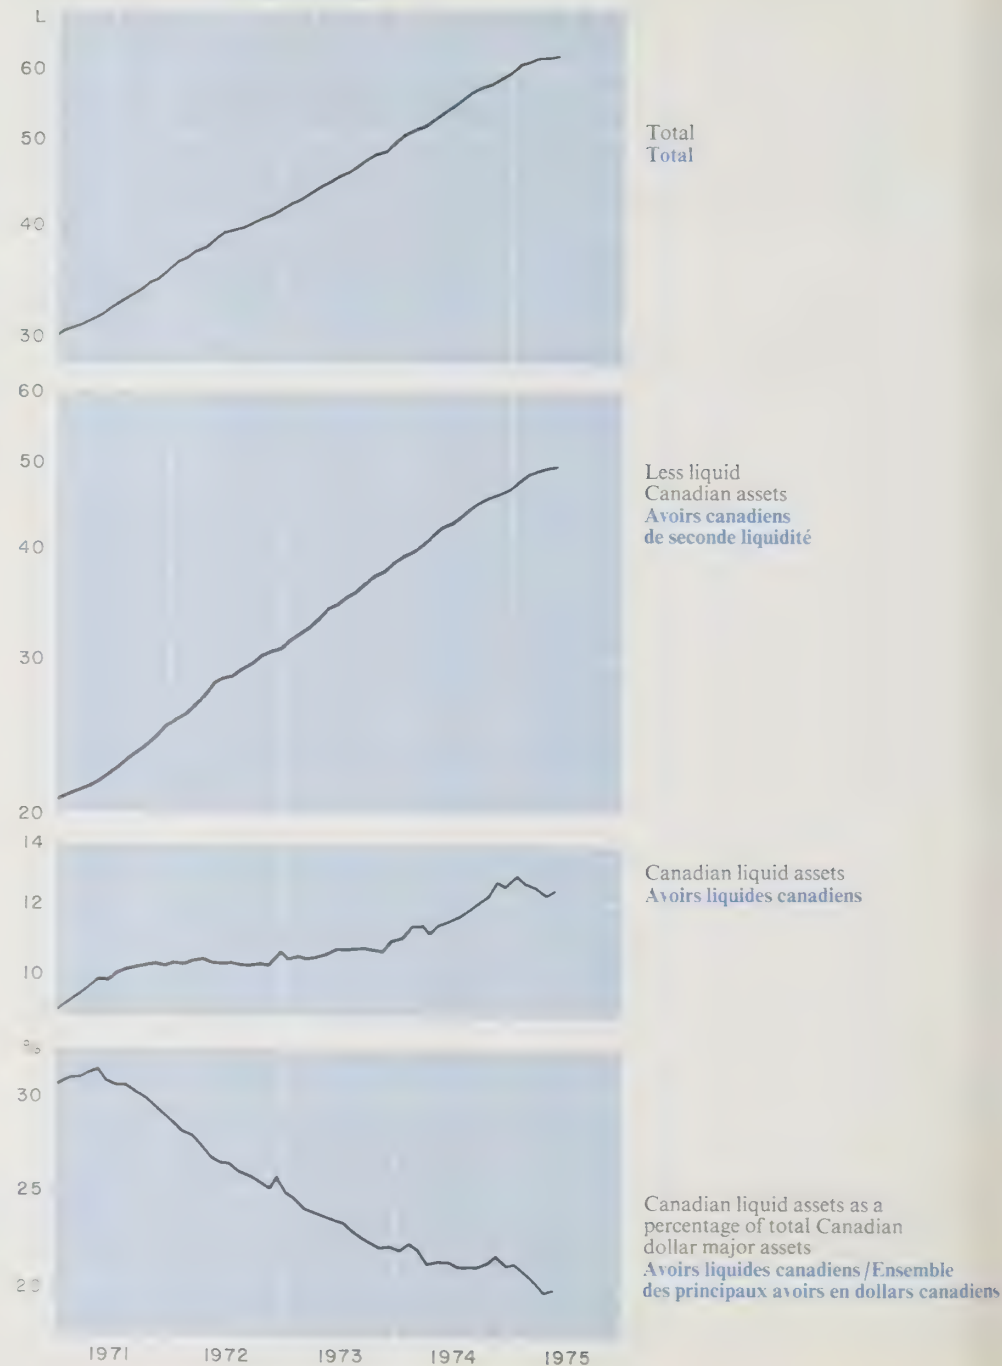 L
60
50
40
30
Total
Total
60
50
40
30
20
Less liquid
Canadian assets
Avoirs canadiens
de seconde liquidité
14
12
10
Canadian liquid assets
Avoirs liquides canadiens
%
30
25
20
Canadian liquid assets as a
percentage of total Canadian
dollar major assets
Avoirs liquides canadiens/Ensemble
des principaux avoirs en dollars canadiens
1971 1972 1973 1974 1975